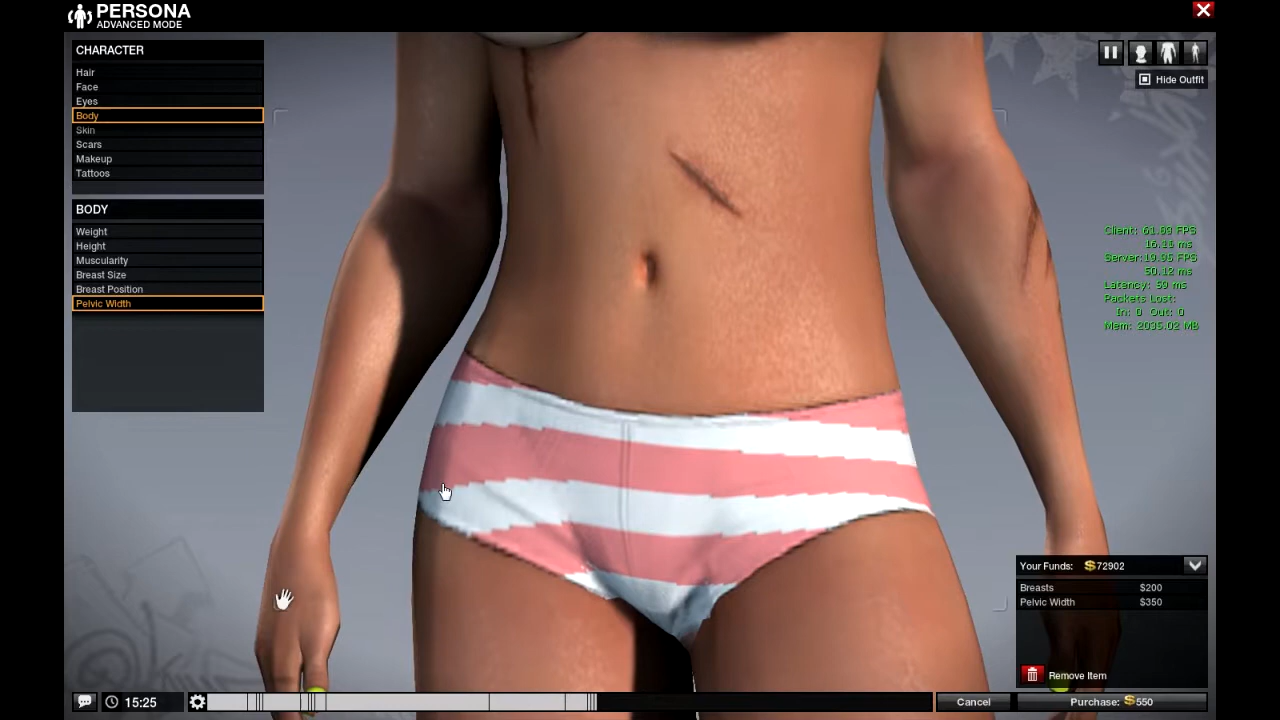 PERSONA
ADVANCED MODE
CHARACTER
Hair
Face
Eyes
Body
Skin
Scars
Makeup
Tattoos
BODY
Weight
Height
Muscularity
Breast Size
Breast Position
Pelvic Width
Hide Outfit
Client: 61.09 FPS
16.11 ms
Server:19.95 FPS
50.12 ms
Latency: 59 ms
Packets Lost:
In: 0 Out: 0
Mem: 2035.02 MB
Your Funds: $72902
Breasts $200
Pelvic Width $350
Remove Item
15:25
Cancel
Purchase: $550